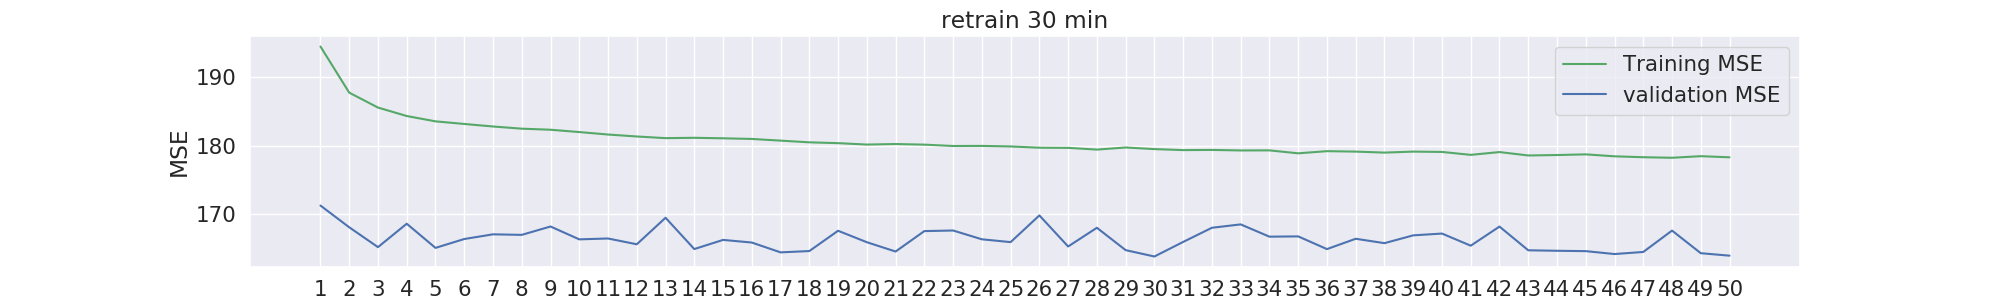 retrain 30 min
Training MSE
validation MSE
MSE
190
180
170
1 2 3 4 5 6 7 8 9 10 11 12 13 14 15 16 17 18 19 20 21 22 23 24 25 26 27 28 29 30 31 32 33 34 35 36 37 38 39 40 41 42 43 44 45 46 47 48 49 50